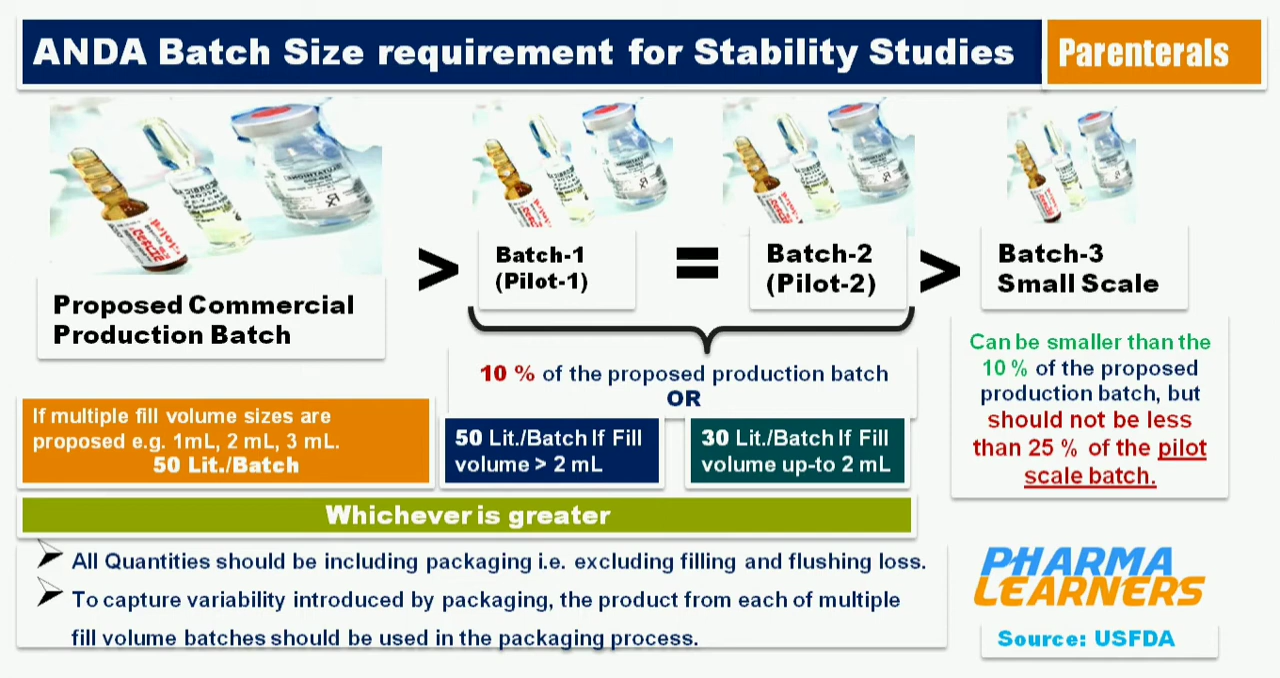 ANDA Batch Size requirement for Stability Studies
Parenterals
>
Batch-1
(Pilot-1)
=
Batch-2
(Pilot-2)
>
Batch-3
Small Scale
Proposed Commercial
Production Batch
10 % of the proposed production batch
OR
Can be smaller than the
10 % of the proposed
production batch, but
should not be less
than 25 % of the pilot
scale batch.
If multiple fill volume sizes are
proposed e.g. 1mL, 2 mL, 3 mL.
50 Lit./Batch
50 Lit./Batch If Fill
volume > 2 mL
30 Lit./Batch If Fill
volume up-to 2 mL
Whichever is greater
All Quantities should be including packaging i.e. excluding filling and flushing loss.
To capture variability introduced by packaging, the product from each of multiple
fill volume batches should be used in the packaging process.
PHARMA
LEARNERS
Source: USFDA